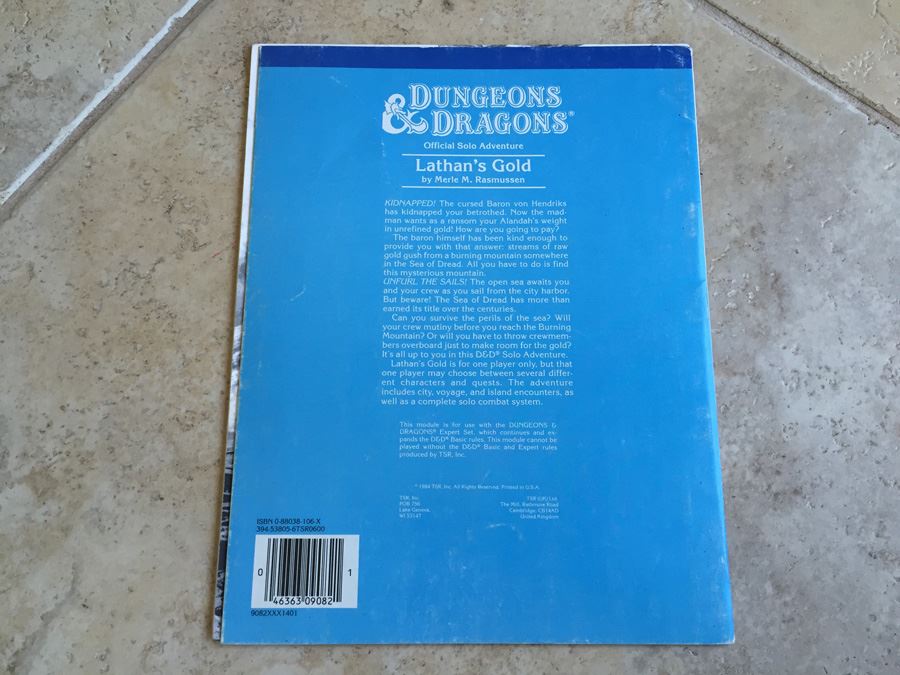 DUNGEONS
& DRAGONS®
Official Solo Adventure
Lathan's Gold
by Merle M. Rasmussen
KIDNAPPED! The cursed Baron von Hendriks
has kidnapped your betrothed. Now the mad-
man wants as a ransom your Alandah's weight
in unrefined gold! How are you going to pay?
The baron himself has been kind enough to
provide you with that answer: streams of raw
gold gush from a burning mountain somewhere
in the Sea of Dread. All you have to do is find
this mysterious mountain.
UNFURL THE SAILS! The open sea awaits you
and your crew as you sail from the city harbor.
But beware! The Sea of Dread has more than
earned its title over the centuries.
Can you survive the perils of the sea? Will
your crew mutiny before you reach the Burning
Mountain? Or will you have to throw crewmem-
bers overboard just to make room for the gold?
It's all up to you in this D&D® Solo Adventure.
Lathan's Gold is for one player only, but that
one player may choose between several differ-
ent characters and quests. The adventure
includes city, voyage, and island encounters, as
well as a complete solo combat system.
This module is for use with the DUNGEONS &
DRAGONS® Expert Set, which continues and ex-
pands the D&D® Basic rules. This module cannot be
played without the D&D® Basic and Expert rules
produced by TSR, Inc.
© 1984 TSR, Inc. All Rights Reserved. Printed in U.S.A.
TSR, Inc.
POB 756
Lake Geneva,
WI 53147
TSR (UK) Ltd.
The Mill, Rathmore Road
Cambridge, CB14AD
United Kingdom
ISBN 0-88038-106-X
394-53805-6TSR0600
0 46363 09082 1
9082XXX1401